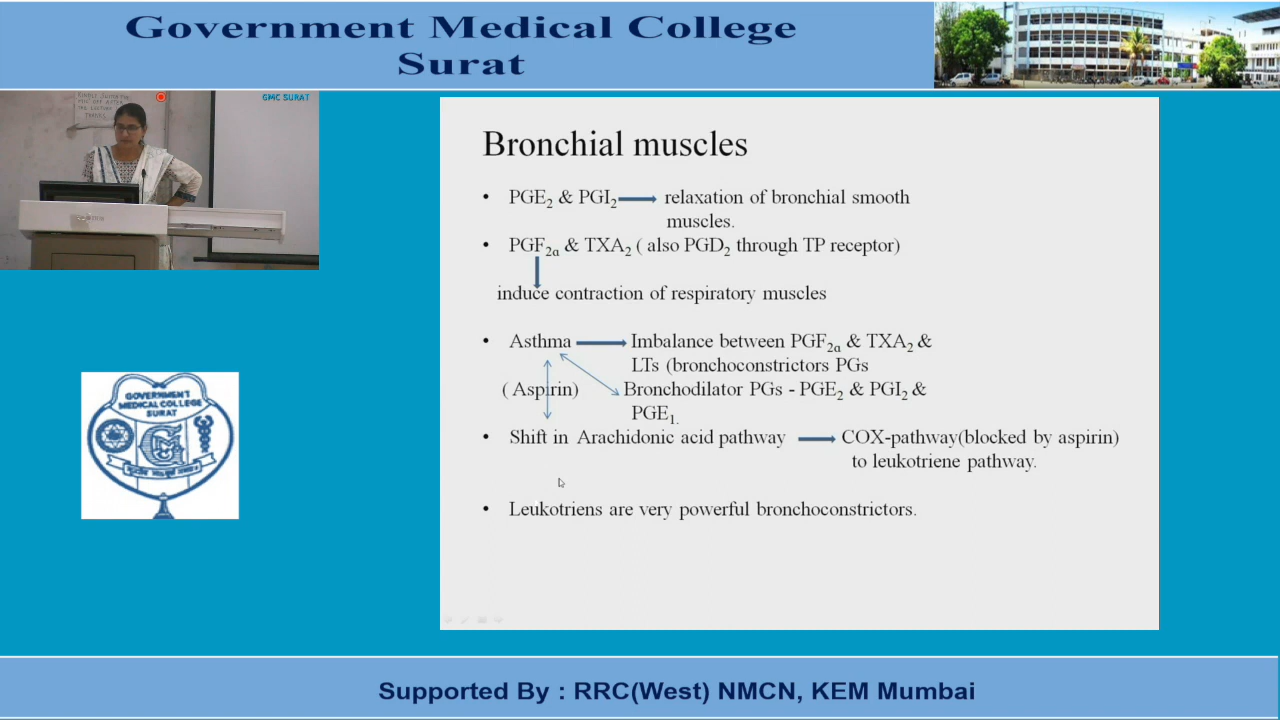 Government Medical College
Surat
GMC SURAT
GOVERNMENT
MEDICAL COLLEGE
SURAT
Bronchial muscles
• PGE₂ & PGI₂ → relaxation of bronchial smooth
muscles.
• PGF₂α & TXA₂ ( also PGD₂ through TP receptor)
induce contraction of respiratory muscles
• Asthma → Imbalance between PGF₂α & TXA₂ &
LTs (bronchoconstrictors PGs
( Aspirin) Bronchodilator PGs - PGE₂ & PGI₂ &
PGE₁.
• Shift in Arachidonic acid pathway → COX-pathway(blocked by aspirin)
to leukotriene pathway.
• Leukotriens are very powerful bronchoconstrictors.
Supported By : RRC(West) NMCN, KEM Mumbai